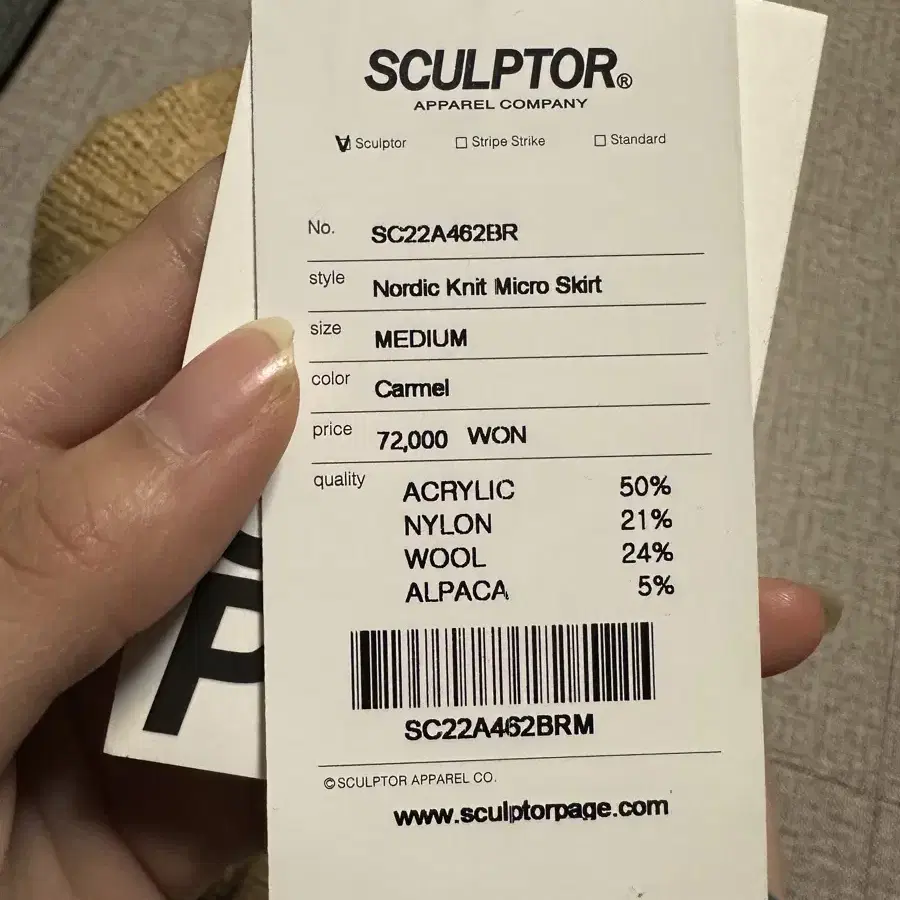 SCULPTOR®
APPAREL COMPANY
Sculptor Stripe Strike Standard
No. SC22A462BR
style Nordic Knit Micro Skirt
size MEDIUM
color Carmel
price 72,000 WON
quality ACRYLIC 50%
NYLON 21%
WOOL 24%
ALPACA 5%
SC22A462BRM
©SCULPTOR APPAREL CO.
www.sculptorpage.com
P